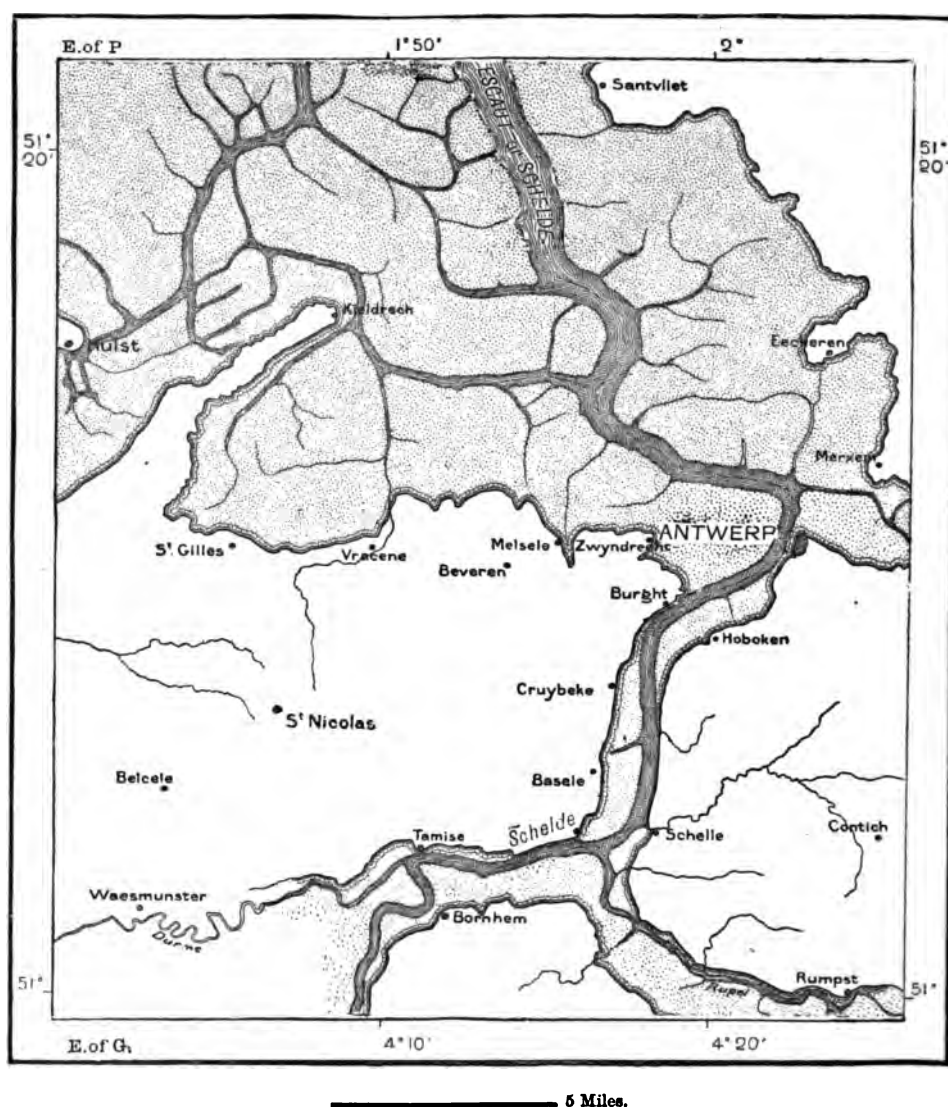 E. of P
1° 50'
2°
Santvliet
ESCAUT or SCHELDE
51° 20'
51° 20'
Kieldrech
Hulst
Eeckeren
Merxem
ANTWERP
St Gilles
Vracene
Melsele
Zwyndrecht
Beveren
Burght
Hoboken
Cruybeke
St Nicolas
Basele
Belcele
Schelde
Tamise
Schelle
Contich
Waesmunster
Durne
Bornhem
51°
Rupel
Rumpst
51°
E. of G.
4° 10'
4° 20'
5 Miles.